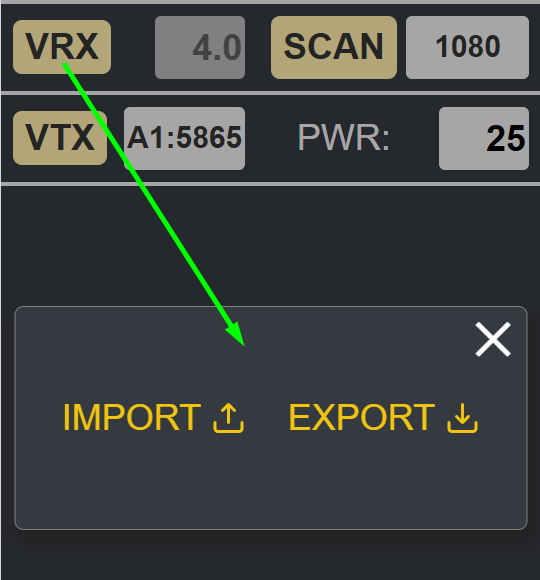 VRX 4.0 SCAN 1080
VTX A1:5865 PWR: 25
IMPORT EXPORT